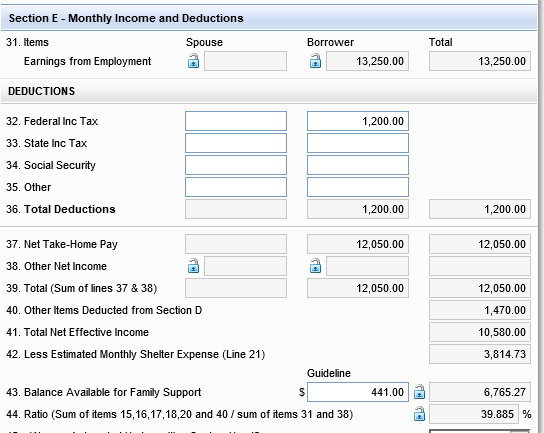 Section E - Monthly Income and Deductions
31. Items Spouse Borrower Total
Earnings from Employment 13,250.00 13,250.00
DEDUCTIONS
32. Federal Inc Tax 1,200.00
33. State Inc Tax
34. Social Security
35. Other
36. Total Deductions 1,200.00 1,200.00
37. Net Take-Home Pay 12,050.00 12,050.00
38. Other Net Income
39. Total (Sum of lines 37 & 38) 12,050.00 12,050.00
40. Other Items Deducted from Section D 1,470.00
41. Total Net Effective Income 10,580.00
42. Less Estimated Monthly Shelter Expense (Line 21) 3,814.73
Guideline
43. Balance Available for Family Support $ 441.00 6,765.27
44. Ratio (Sum of items 15,16,17,18,20 and 40 / sum of items 31 and 38) 39.885 %